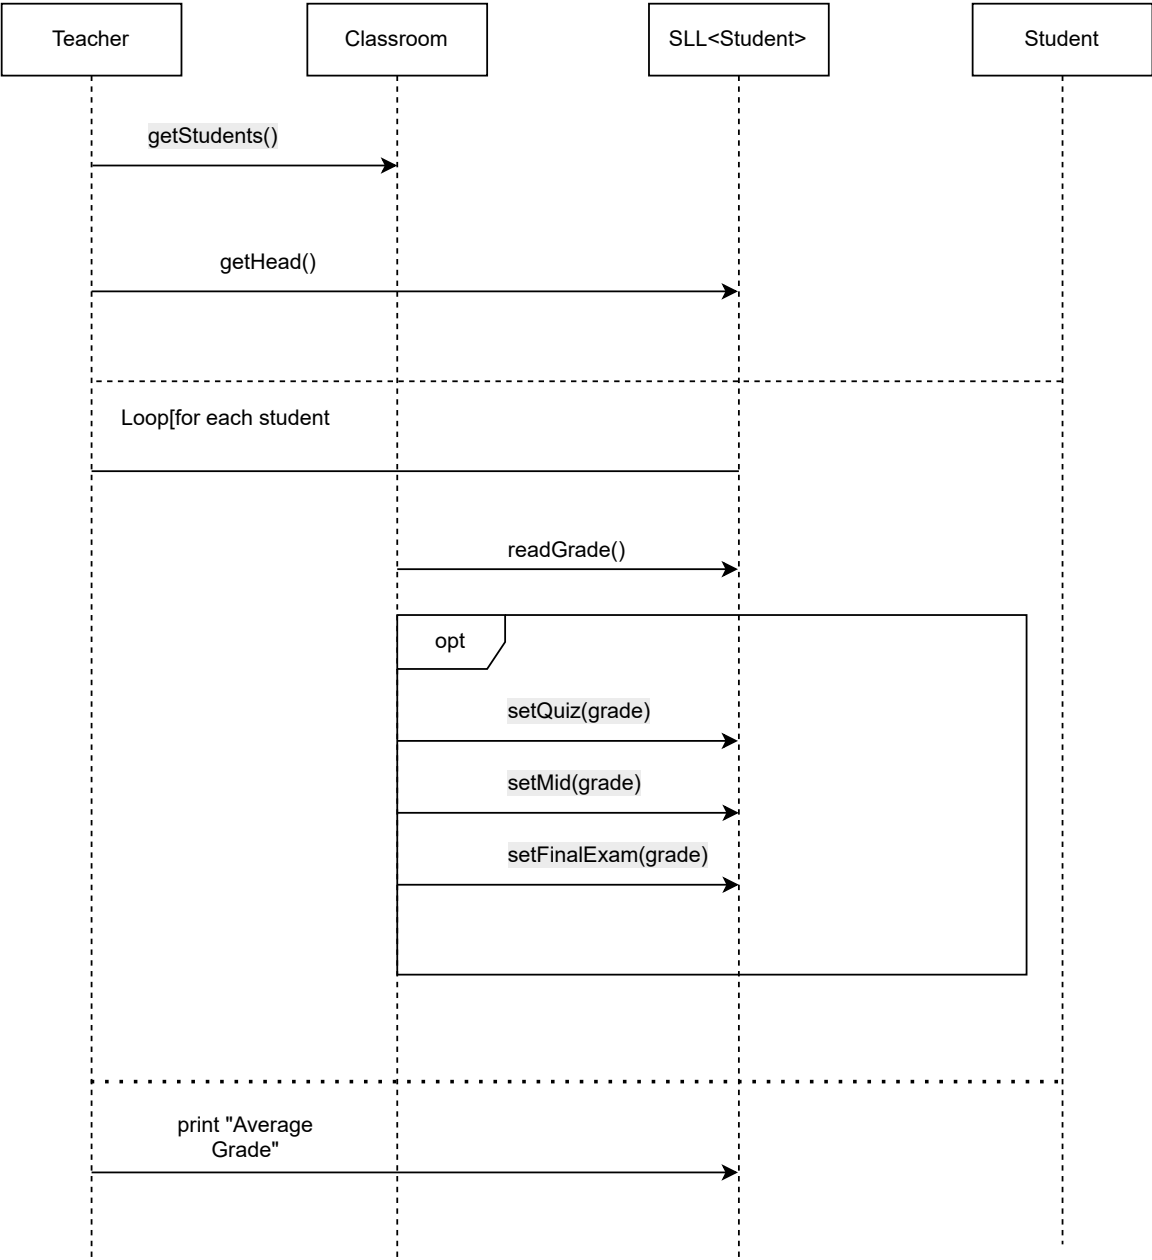 Teacher
Classroom
SLL<Student>
Student
getStudents()
getHead()
Loop[for each student
readGrade()
opt
setQuiz(grade)
setMid(grade)
setFinalExam(grade)
print "Average
Grade"